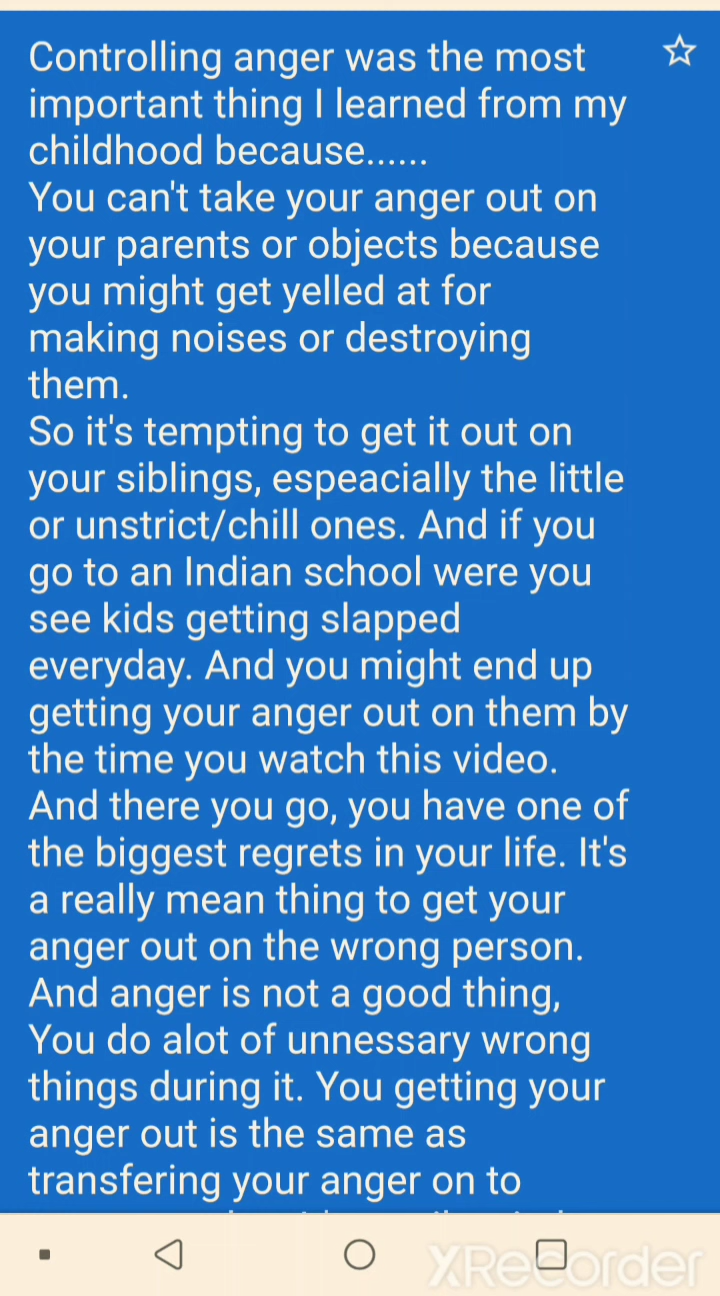 Controlling anger was the most
important thing I learned from my
childhood because......
You can't take your anger out on
your parents or objects because
you might get yelled at for
making noises or destroying
them.
So it's tempting to get it out on
your siblings, espeacially the little
or unstrict/chill ones. And if you
go to an Indian school were you
see kids getting slapped
everyday. And you might end up
getting your anger out on them by
the time you watch this video.
And there you go, you have one of
the biggest regrets in your life. It's
a really mean thing to get your
anger out on the wrong person.
And anger is not a good thing,
You do alot of unnessary wrong
things during it. You getting your
anger out is the same as
transfering your anger on to
XRecorder